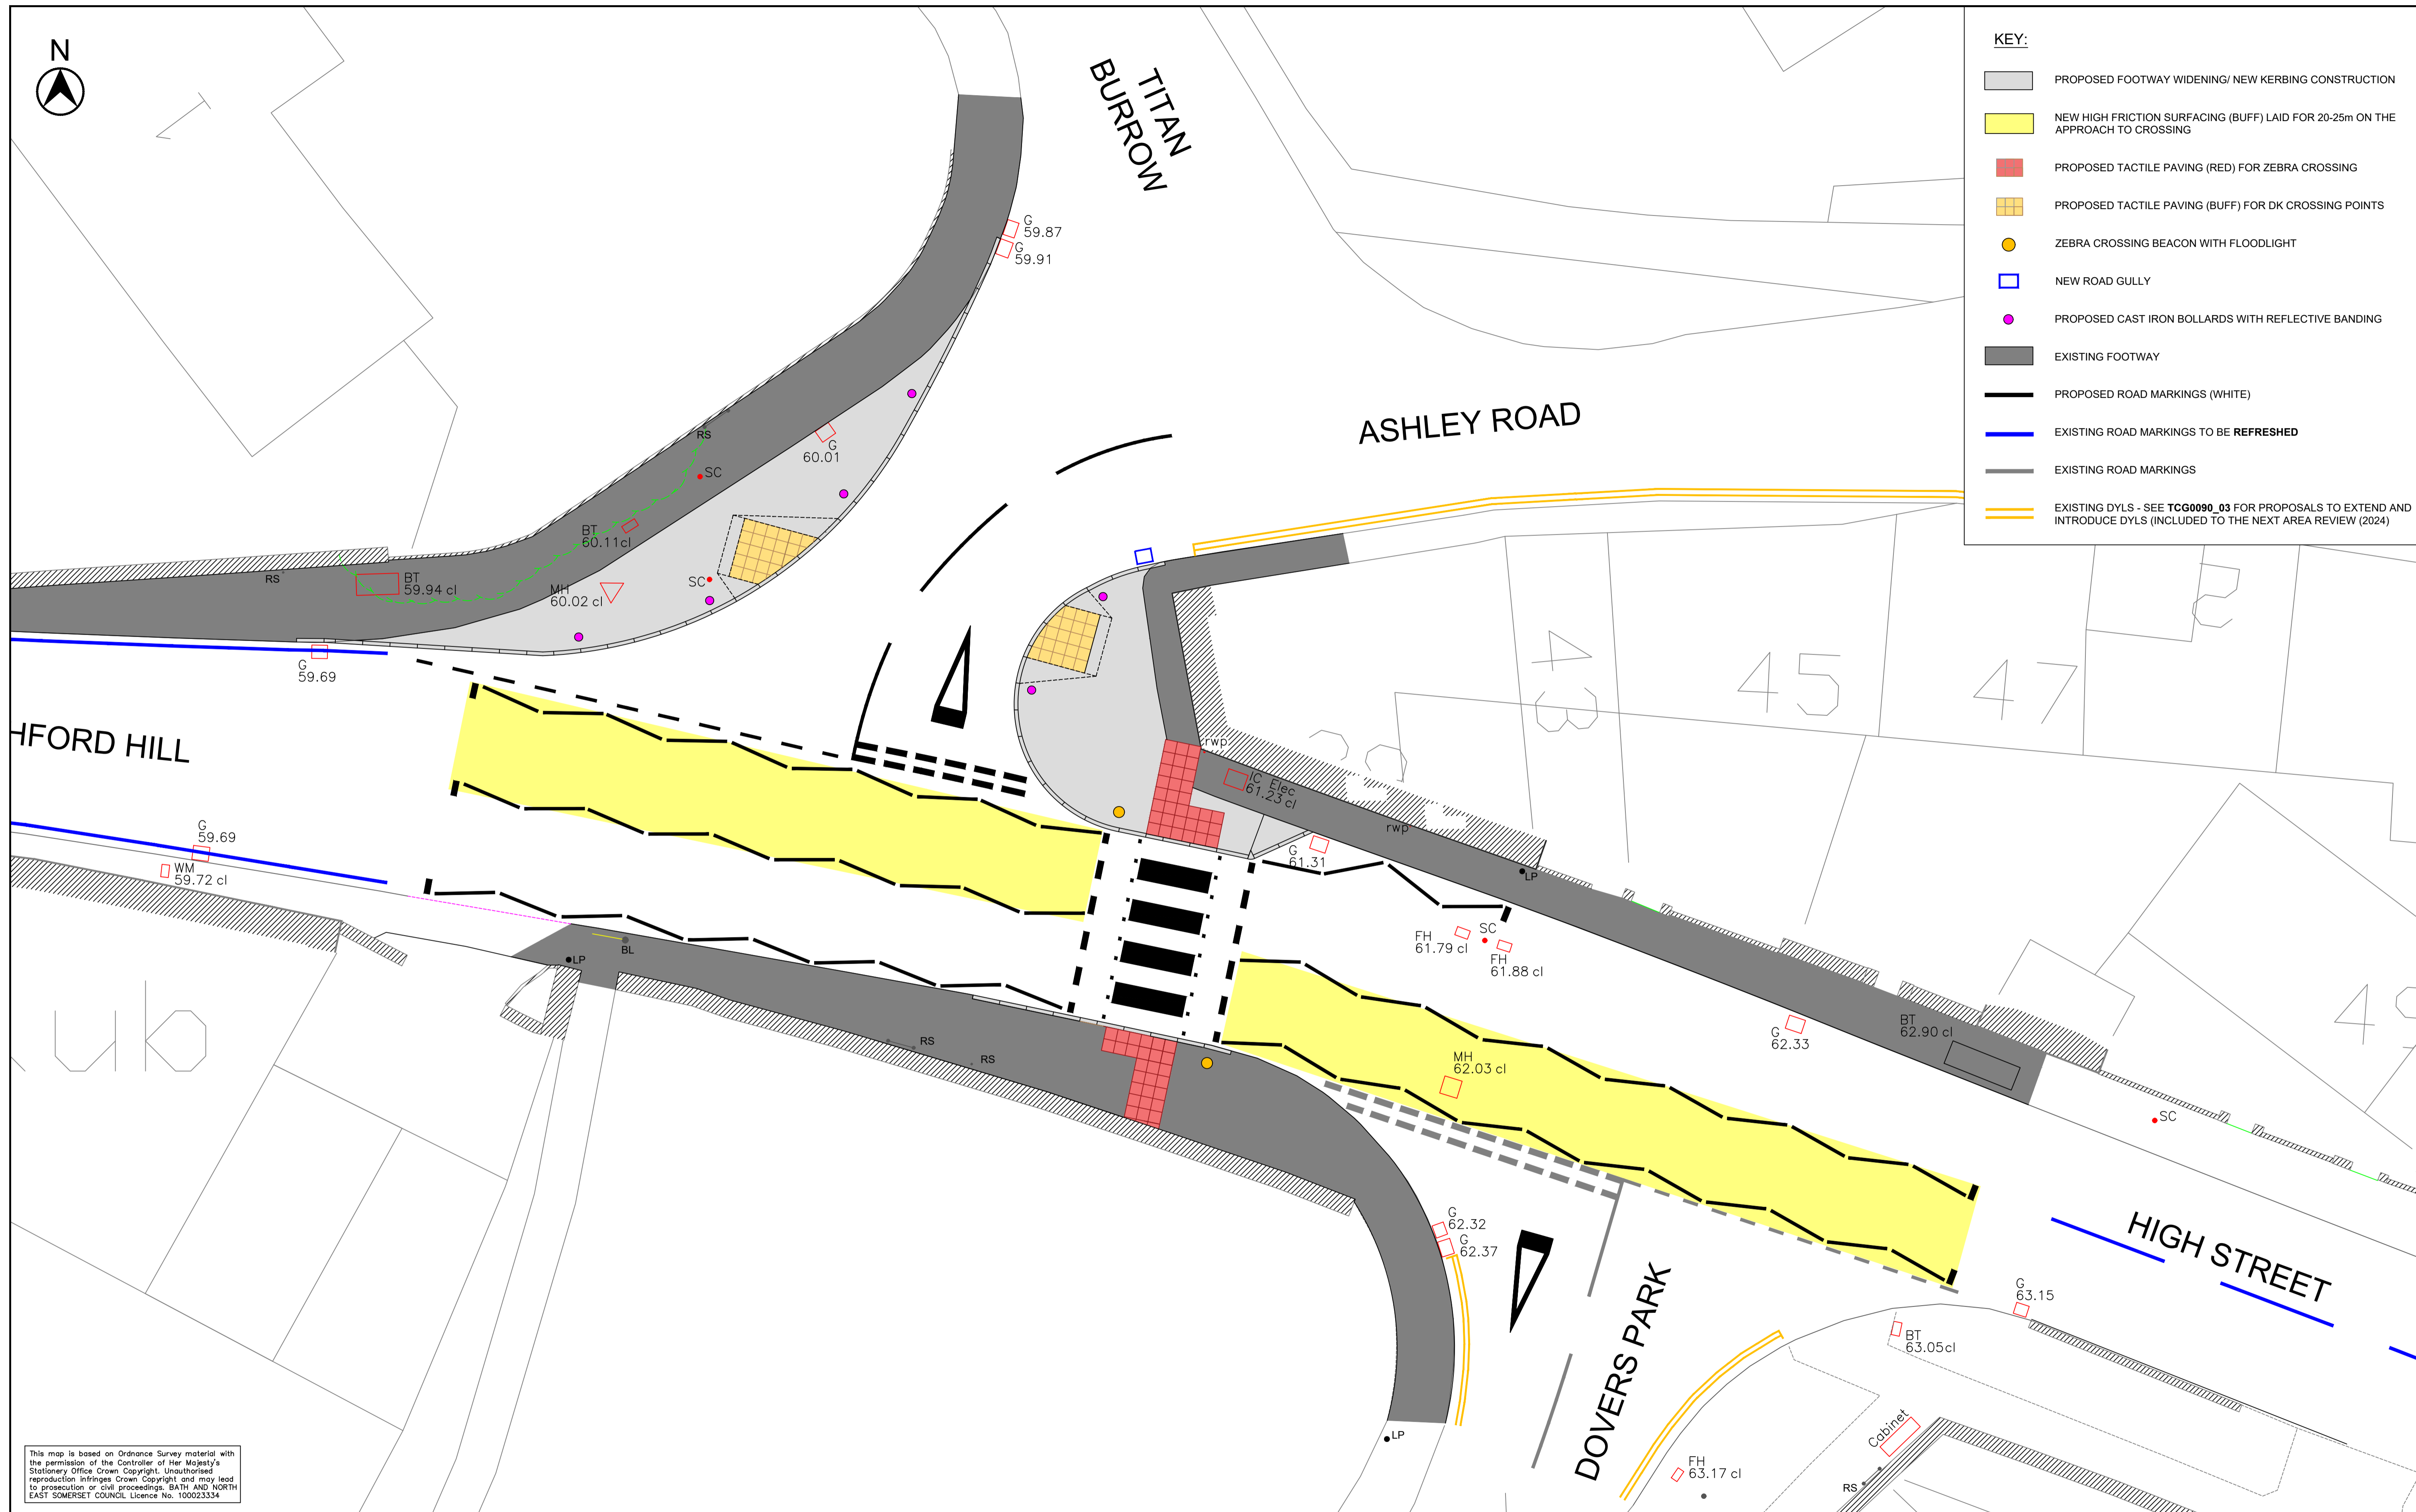 N
TITAN
BURROW
KEY:
PROPOSED FOOTWAY WIDENING/ NEW KERBING CONSTRUCTION
NEW HIGH FRICTION SURFACING (BUFF) LAID FOR 20-25m ON THE
APPROACH TO CROSSING
PROPOSED TACTILE PAVING (RED) FOR ZEBRA CROSSING
PROPOSED TACTILE PAVING (BUFF) FOR DK CROSSING POINTS
ZEBRA CROSSING BEACON WITH FLOODLIGHT
NEW ROAD GULLY
PROPOSED CAST IRON BOLLARDS WITH REFLECTIVE BANDING
EXISTING FOOTWAY
PROPOSED ROAD MARKINGS (WHITE)
EXISTING ROAD MARKINGS TO BE REFRESHED
EXISTING ROAD MARKINGS
EXISTING DYLS - SEE TCG0090_03 FOR PROPOSALS TO EXTEND AND
INTRODUCE DYLS (INCLUDED TO THE NEXT AREA REVIEW (2024)
1
G
59.87
G
59.91
ASHLEY ROAD
RS
G
60.01
SC
BT
60.11cl
RS
BT
59.94 cl
MH
60.02 cl
SC
G
59.69
HFORD HILL
45
47
rwp
IC Elec
61.23 cl
rwp
G
61.31
LP
G
59.69
WM
59.72 cl
BL
LP
FH
61.79 cl
SC
FH
61.88 cl
RS
RS
MH
62.03 cl
G
62.33
BT
62.90 cl
SC
49
ub
G
62.32
G
62.37
HIGH STREET
G
63.15
BT
63.05cl
DOVERS PARK
LP
Cabinet
FH
63.17 cl
RS
This map is based on Ordnance Survey material with
the permission of the Controller of Her Majesty's
Stationery Office Crown Copyright. Unauthorised
reproduction infringes Crown Copyright and may lead
to prosecution or civil proceedings. BATH AND NORTH
EAST SOMERSET COUNCIL Licence No. 100023334